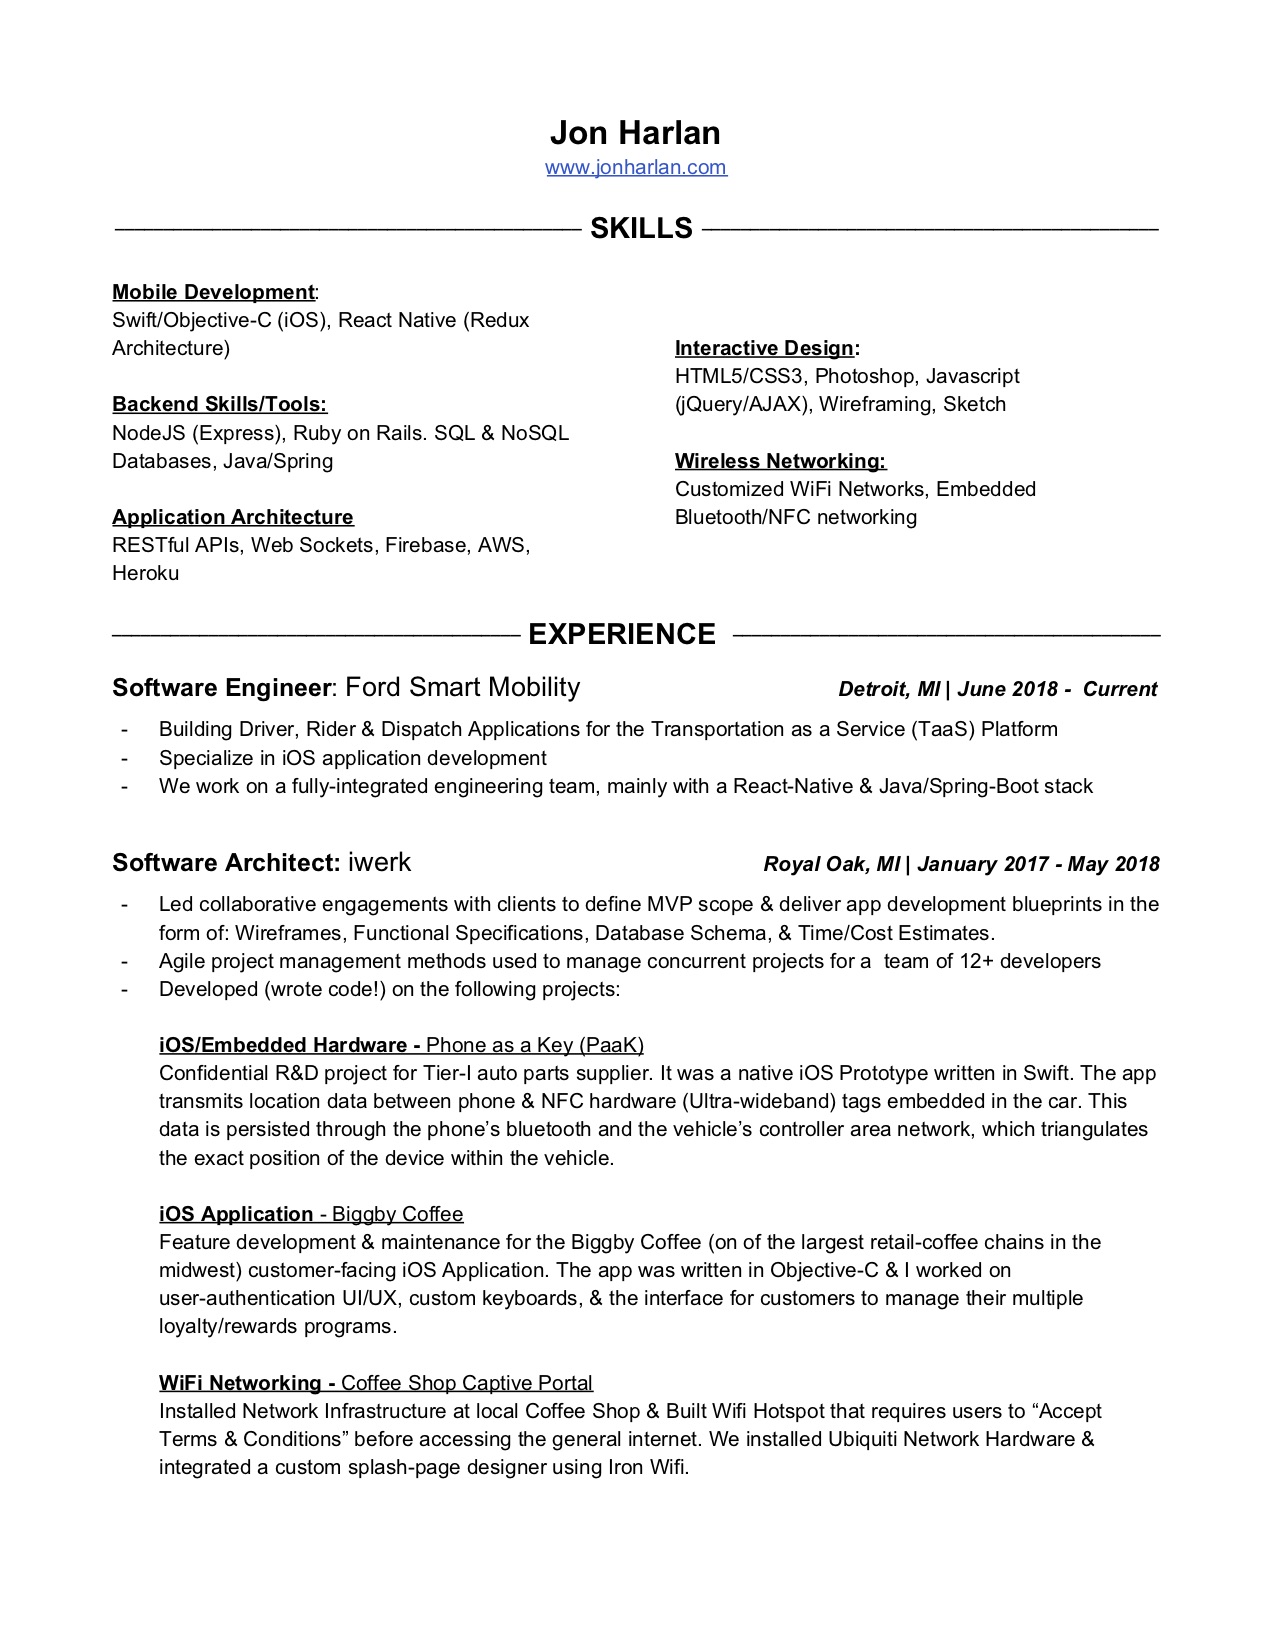 Jon Harlan
www.jonharlan.com
SKILLS
Mobile Development:
Swift/Objective-C (iOS), React Native (Redux
Architecture)
Backend Skills/Tools:
NodeJS (Express), Ruby on Rails. SQL & NoSQL
Databases, Java/Spring
Application Architecture
RESTful APIs, Web Sockets, Firebase, AWS,
Heroku
Interactive Design:
HTML5/CSS3, Photoshop, Javascript
(jQuery/AJAX), Wireframing, Sketch
Wireless Networking:
Customized WiFi Networks, Embedded
Bluetooth/NFC networking
EXPERIENCE
Software Engineer: Ford Smart Mobility Detroit, MI | June 2018 - Current
- Building Driver, Rider & Dispatch Applications for the Transportation as a Service (TaaS) Platform
- Specialize in iOS application development
- We work on a fully-integrated engineering team, mainly with a React-Native & Java/Spring-Boot stack
Software Architect: iwerk Royal Oak, MI | January 2017 - May 2018
- Led collaborative engagements with clients to define MVP scope & deliver app development blueprints in the
form of: Wireframes, Functional Specifications, Database Schema, & Time/Cost Estimates.
- Agile project management methods used to manage concurrent projects for a team of 12+ developers
- Developed (wrote code!) on the following projects:
iOS/Embedded Hardware - Phone as a Key (PaaK)
Confidential R&D project for Tier-I auto parts supplier. It was a native iOS Prototype written in Swift. The app
transmits location data between phone & NFC hardware (Ultra-wideband) tags embedded in the car. This
data is persisted through the phone’s bluetooth and the vehicle’s controller area network, which triangulates
the exact position of the device within the vehicle.
iOS Application - Biggby Coffee
Feature development & maintenance for the Biggby Coffee (on of the largest retail-coffee chains in the
midwest) customer-facing iOS Application. The app was written in Objective-C & I worked on
user-authentication UI/UX, custom keyboards, & the interface for customers to manage their multiple
loyalty/rewards programs.
WiFi Networking - Coffee Shop Captive Portal
Installed Network Infrastructure at local Coffee Shop & Built Wifi Hotspot that requires users to “Accept
Terms & Conditions” before accessing the general internet. We installed Ubiquiti Network Hardware &
integrated a custom splash-page designer using Iron Wifi.